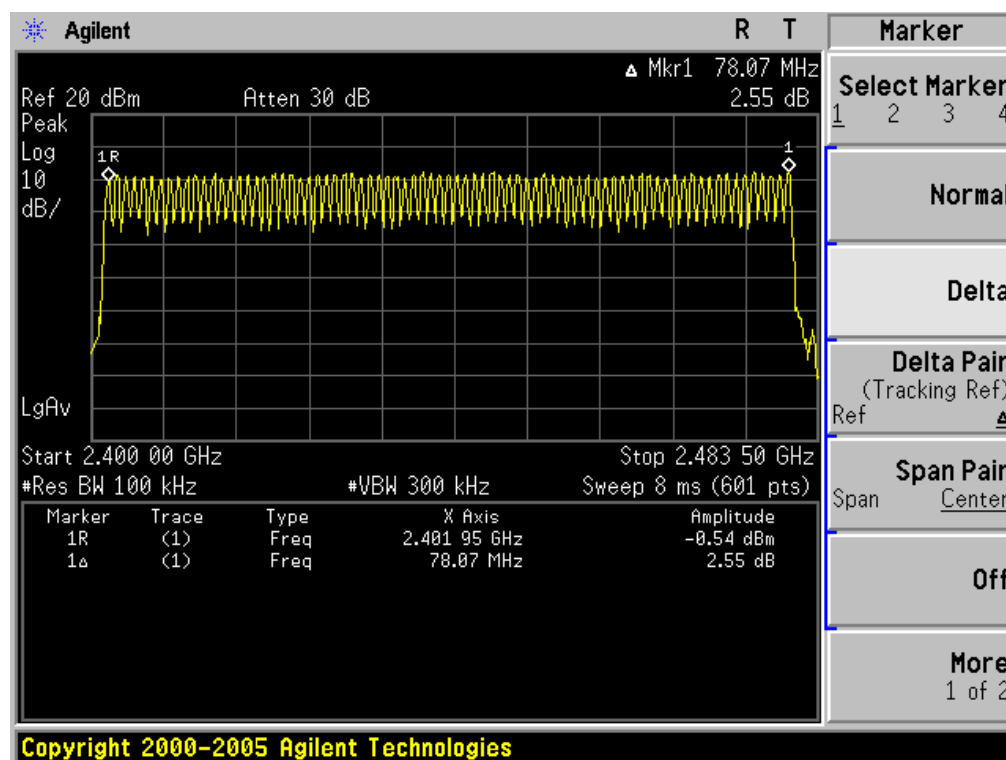 Agilent R T
Marker
Δ Mkr1 78.07 MHz
Ref 20 dBm Atten 30 dB 2.55 dB
Peak
Log
10
dB/
1R
1
LgAv
Start 2.400 00 GHz Stop 2.483 50 GHz
#Res BW 100 kHz #VBW 300 kHz Sweep 8 ms (601 pts)
Marker Trace Type X Axis Amplitude
1R (1) Freq 2.401 95 GHz -0.54 dBm
1Δ (1) Freq 78.07 MHz 2.55 dB
Select Marker
1 2 3 4
Normal
Delta
Delta Pair
(Tracking Ref)
Ref Δ
Span Pair
Span Center
Off
More
1 of 2
Copyright 2000-2005 Agilent Technologies